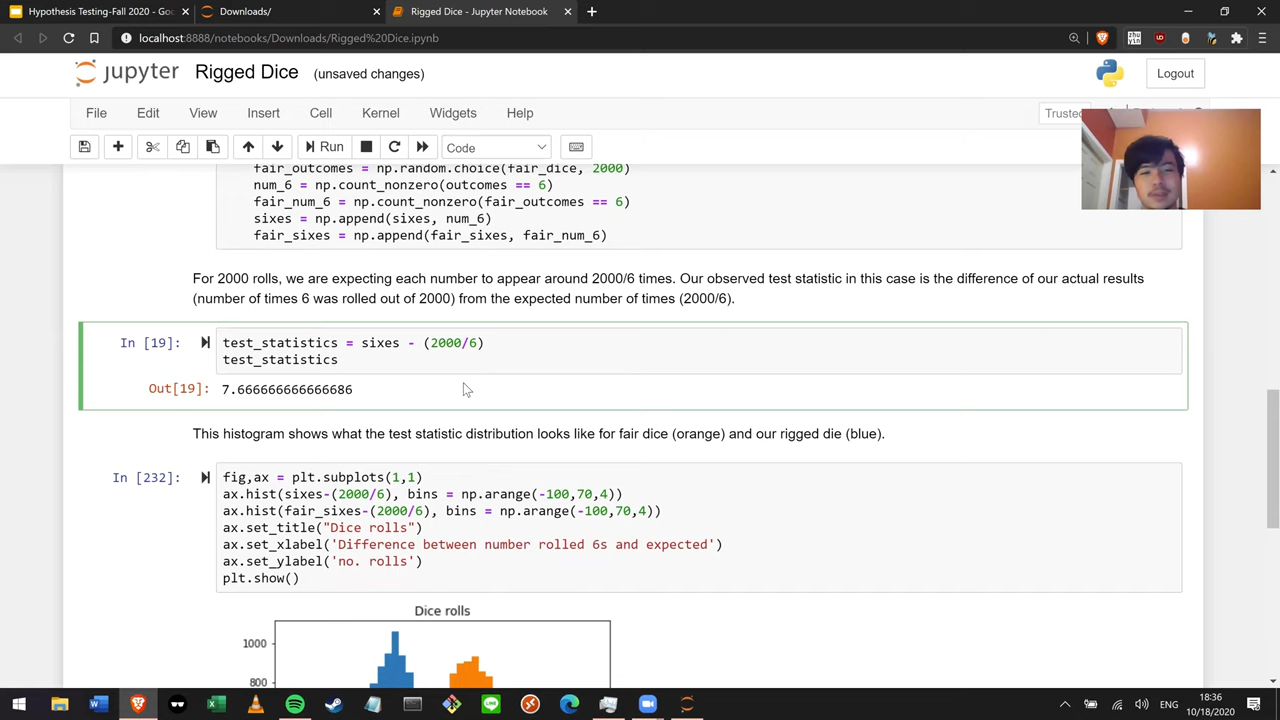 Hypothesis Testing-Fall 2020 - Goo
Downloads/
Rigged Dice - Jupyter Notebook
localhost:8888/notebooks/Downloads/Rigged%20Dice.ipynb
jupyter
Rigged Dice
(unsaved changes)
Logout
File
Edit
View
Insert
Cell
Kernel
Widgets
Help
Trusted
Run
Code
fair_outcomes = np.random.choice(fair_dice, 2000)
num_6 = np.count_nonzero(outcomes == 6)
fair_num_6 = np.count_nonzero(fair_outcomes == 6)
sixes = np.append(sixes, num_6)
fair_sixes = np.append(fair_sixes, fair_num_6)
For 2000 rolls, we are expecting each number to appear around 2000/6 times. Our observed test statistic in this case is the difference of our actual results
(number of times 6 was rolled out of 2000) from the expected number of times (2000/6).
In [19]:
test_statistics = sixes - (2000/6)
test_statistics
Out[19]: 7.666666666666686
This histogram shows what the test statistic distribution looks like for fair dice (orange) and our rigged die (blue).
In [232]:
fig,ax = plt.subplots(1,1)
ax.hist(sixes-(2000/6), bins = np.arange(-100,70,4))
ax.hist(fair_sixes-(2000/6), bins = np.arange(-100,70,4))
ax.set_title("Dice rolls")
ax.set_xlabel('Difference between number rolled 6s and expected')
ax.set_ylabel('no. rolls')
plt.show()
Dice rolls
1000
800
18:36
ENG
10/18/2020